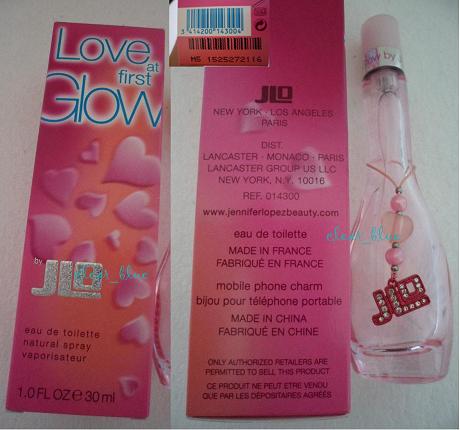 Love
at
first
Glow
by
JLO
clear_blue
eau de toilette
natural spray
vaporisateur
1.0 FL OZ e 30 ml
3 414200 143004
MS 1525272116
JLO
NEW YORK · LOS ANGELES
PARIS
DIST.
LANCASTER · MONACO · PARIS
LANCASTER GROUP US LLC
NEW YORK, N.Y. 10016
REF. 014300
www.jenniferlopezbeauty.com
eau de toilette
MADE IN FRANCE
FABRIQUÉ EN FRANCE
mobile phone charm
bijou pour téléphone portable
MADE IN CHINA
FABRIQUÉ EN CHINE
ONLY AUTHORIZED RETAILERS ARE
PERMITTED TO SELL THIS PRODUCT
CE PRODUIT NE PEUT ETRE VENDU
QUE PAR LES DÉPOSITAIRES AGRÉÉS
by
clear_blue
JLO